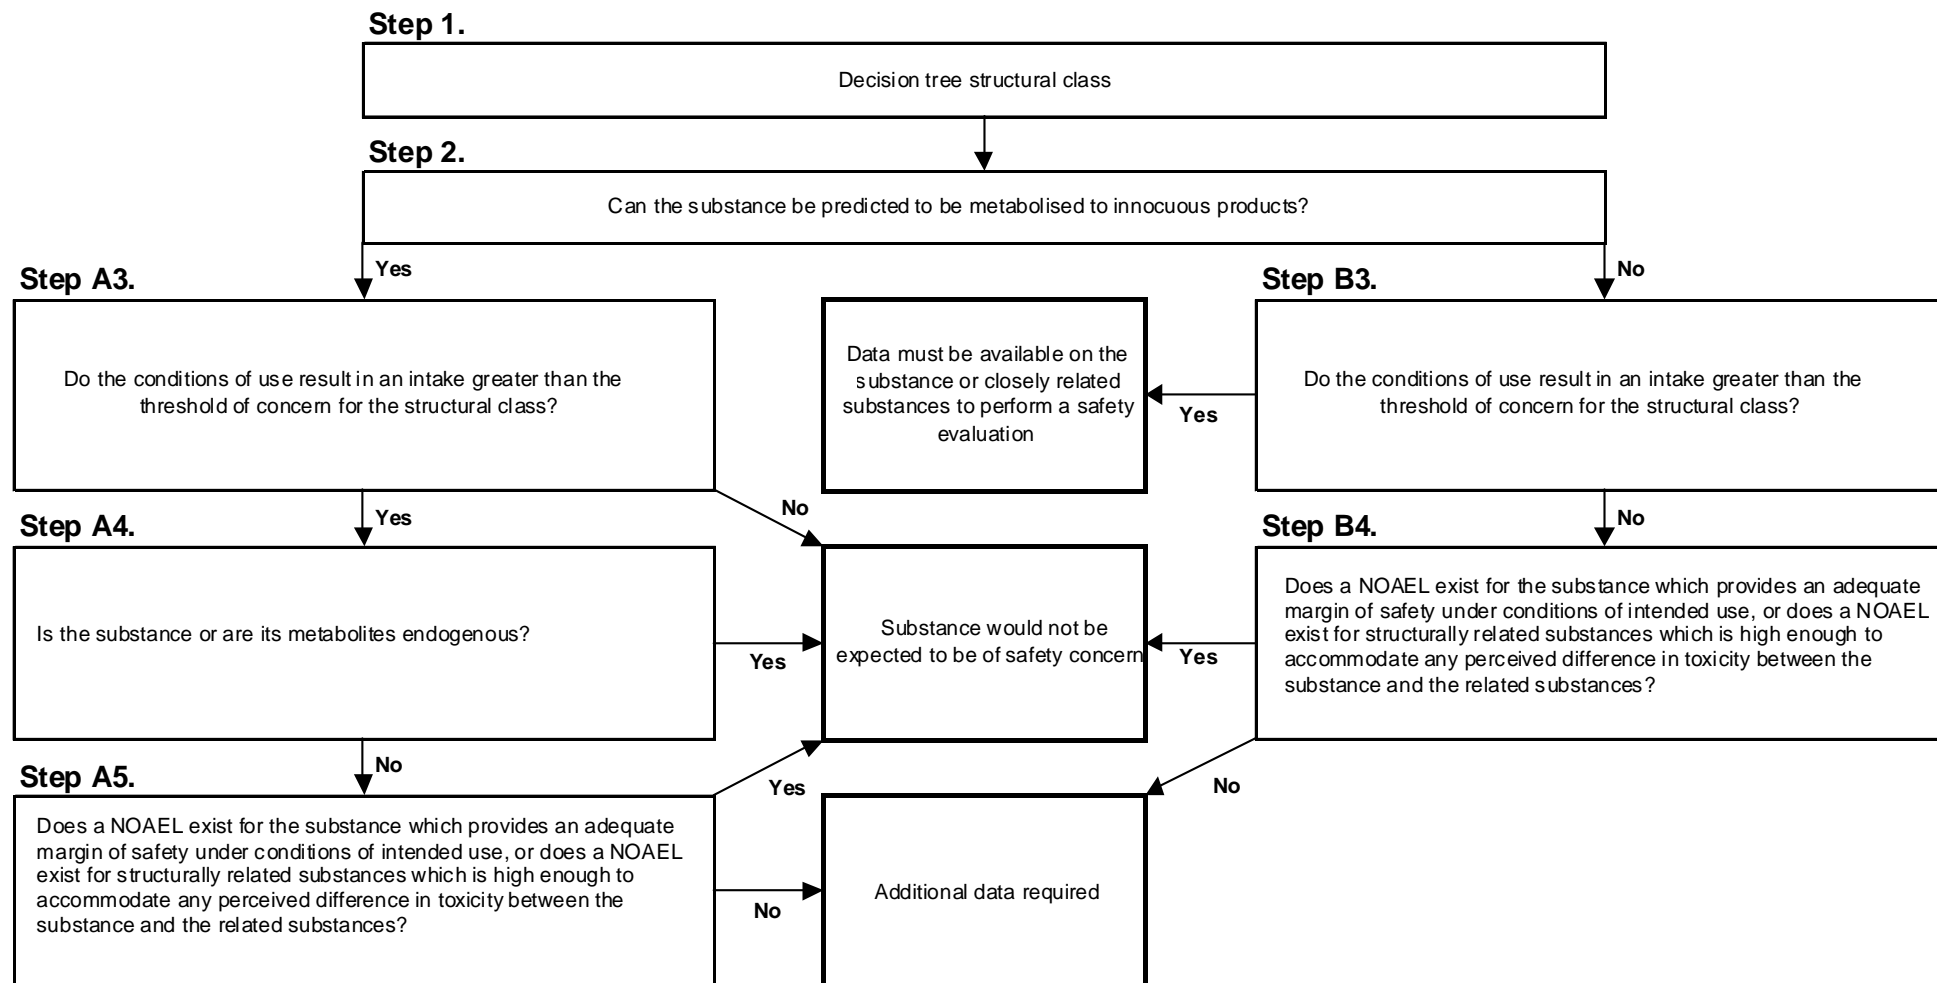 Step 1.
Decision tree structural class
Step 2.
Can the substance be predicted to be metabolised to innocuous products?
Yes
No
Step A3.
Do the conditions of use result in an intake greater than the
threshold of concern for the structural class?
Data must be available on the
substance or closely related
substances to perform a safety
evaluation
Yes
Step B3.
Do the conditions of use result in an intake greater than the
threshold of concern for the structural class?
Yes
No
No
Step A4.
Is the substance or are its metabolites endogenous?
Yes
Substance would not be
expected to be of safety concern
Yes
Step B4.
Does a NOAEL exist for the substance which provides an adequate
margin of safety under conditions of intended use, or does a NOAEL
exist for structurally related substances which is high enough to
accommodate any perceived difference in toxicity between the
substance and the related substances?
No
Yes
No
Step A5.
Does a NOAEL exist for the substance which provides an adequate
margin of safety under conditions of intended use, or does a NOAEL
exist for structurally related substances which is high enough to
accommodate any perceived difference in toxicity between the
substance and the related substances?
No
Additional data required